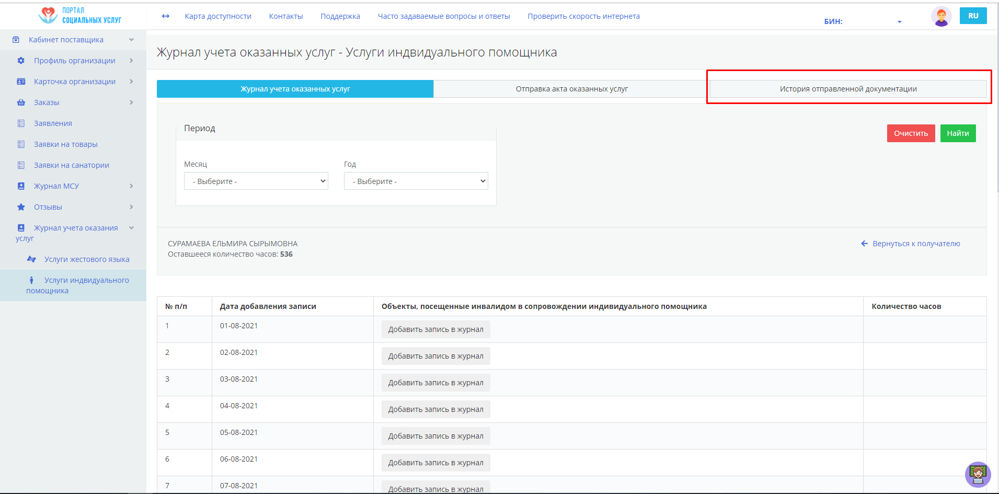 ПОРТАЛ
СОЦИАЛЬНЫХ УСЛУГ
Карта доступности
Контакты
Поддержка
Часто задаваемые вопросы и ответы
Проверить скорость интернета
БИН:
RU
Кабинет поставщика
Профиль организации
Карточка организации
Заказы
Заявления
Заявки на товары
Заявки на санатории
Журнал МСУ
Отзывы
Журнал учета оказания
услуг
Услуги жестового языка
Услуги индвидуального
помощника
Журнал учета оказанных услуг - Услуги индвидуального помощника
Журнал учета оказанных услуг
Отправка акта оказанных услуг
История отправленной документации
Период
Очистить
Найти
Месяц
Год
- Выберите -
- Выберите -
СУРАМАЕВА ЕЛЬМИРА СЫРЫМОВНА
Вернуться к получателю
Оставшееся количество часов: 536
№ п/п
Дата добавления записи
Объекты, посещенные инвалидом в сопровождении индивидуального помощника
Количество часов
1
01-08-2021
Добавить запись в журнал
2
02-08-2021
Добавить запись в журнал
3
03-08-2021
Добавить запись в журнал
4
04-08-2021
Добавить запись в журнал
5
05-08-2021
Добавить запись в журнал
6
06-08-2021
Добавить запись в журнал
7
07-08-2021
Добавить запись в журнал